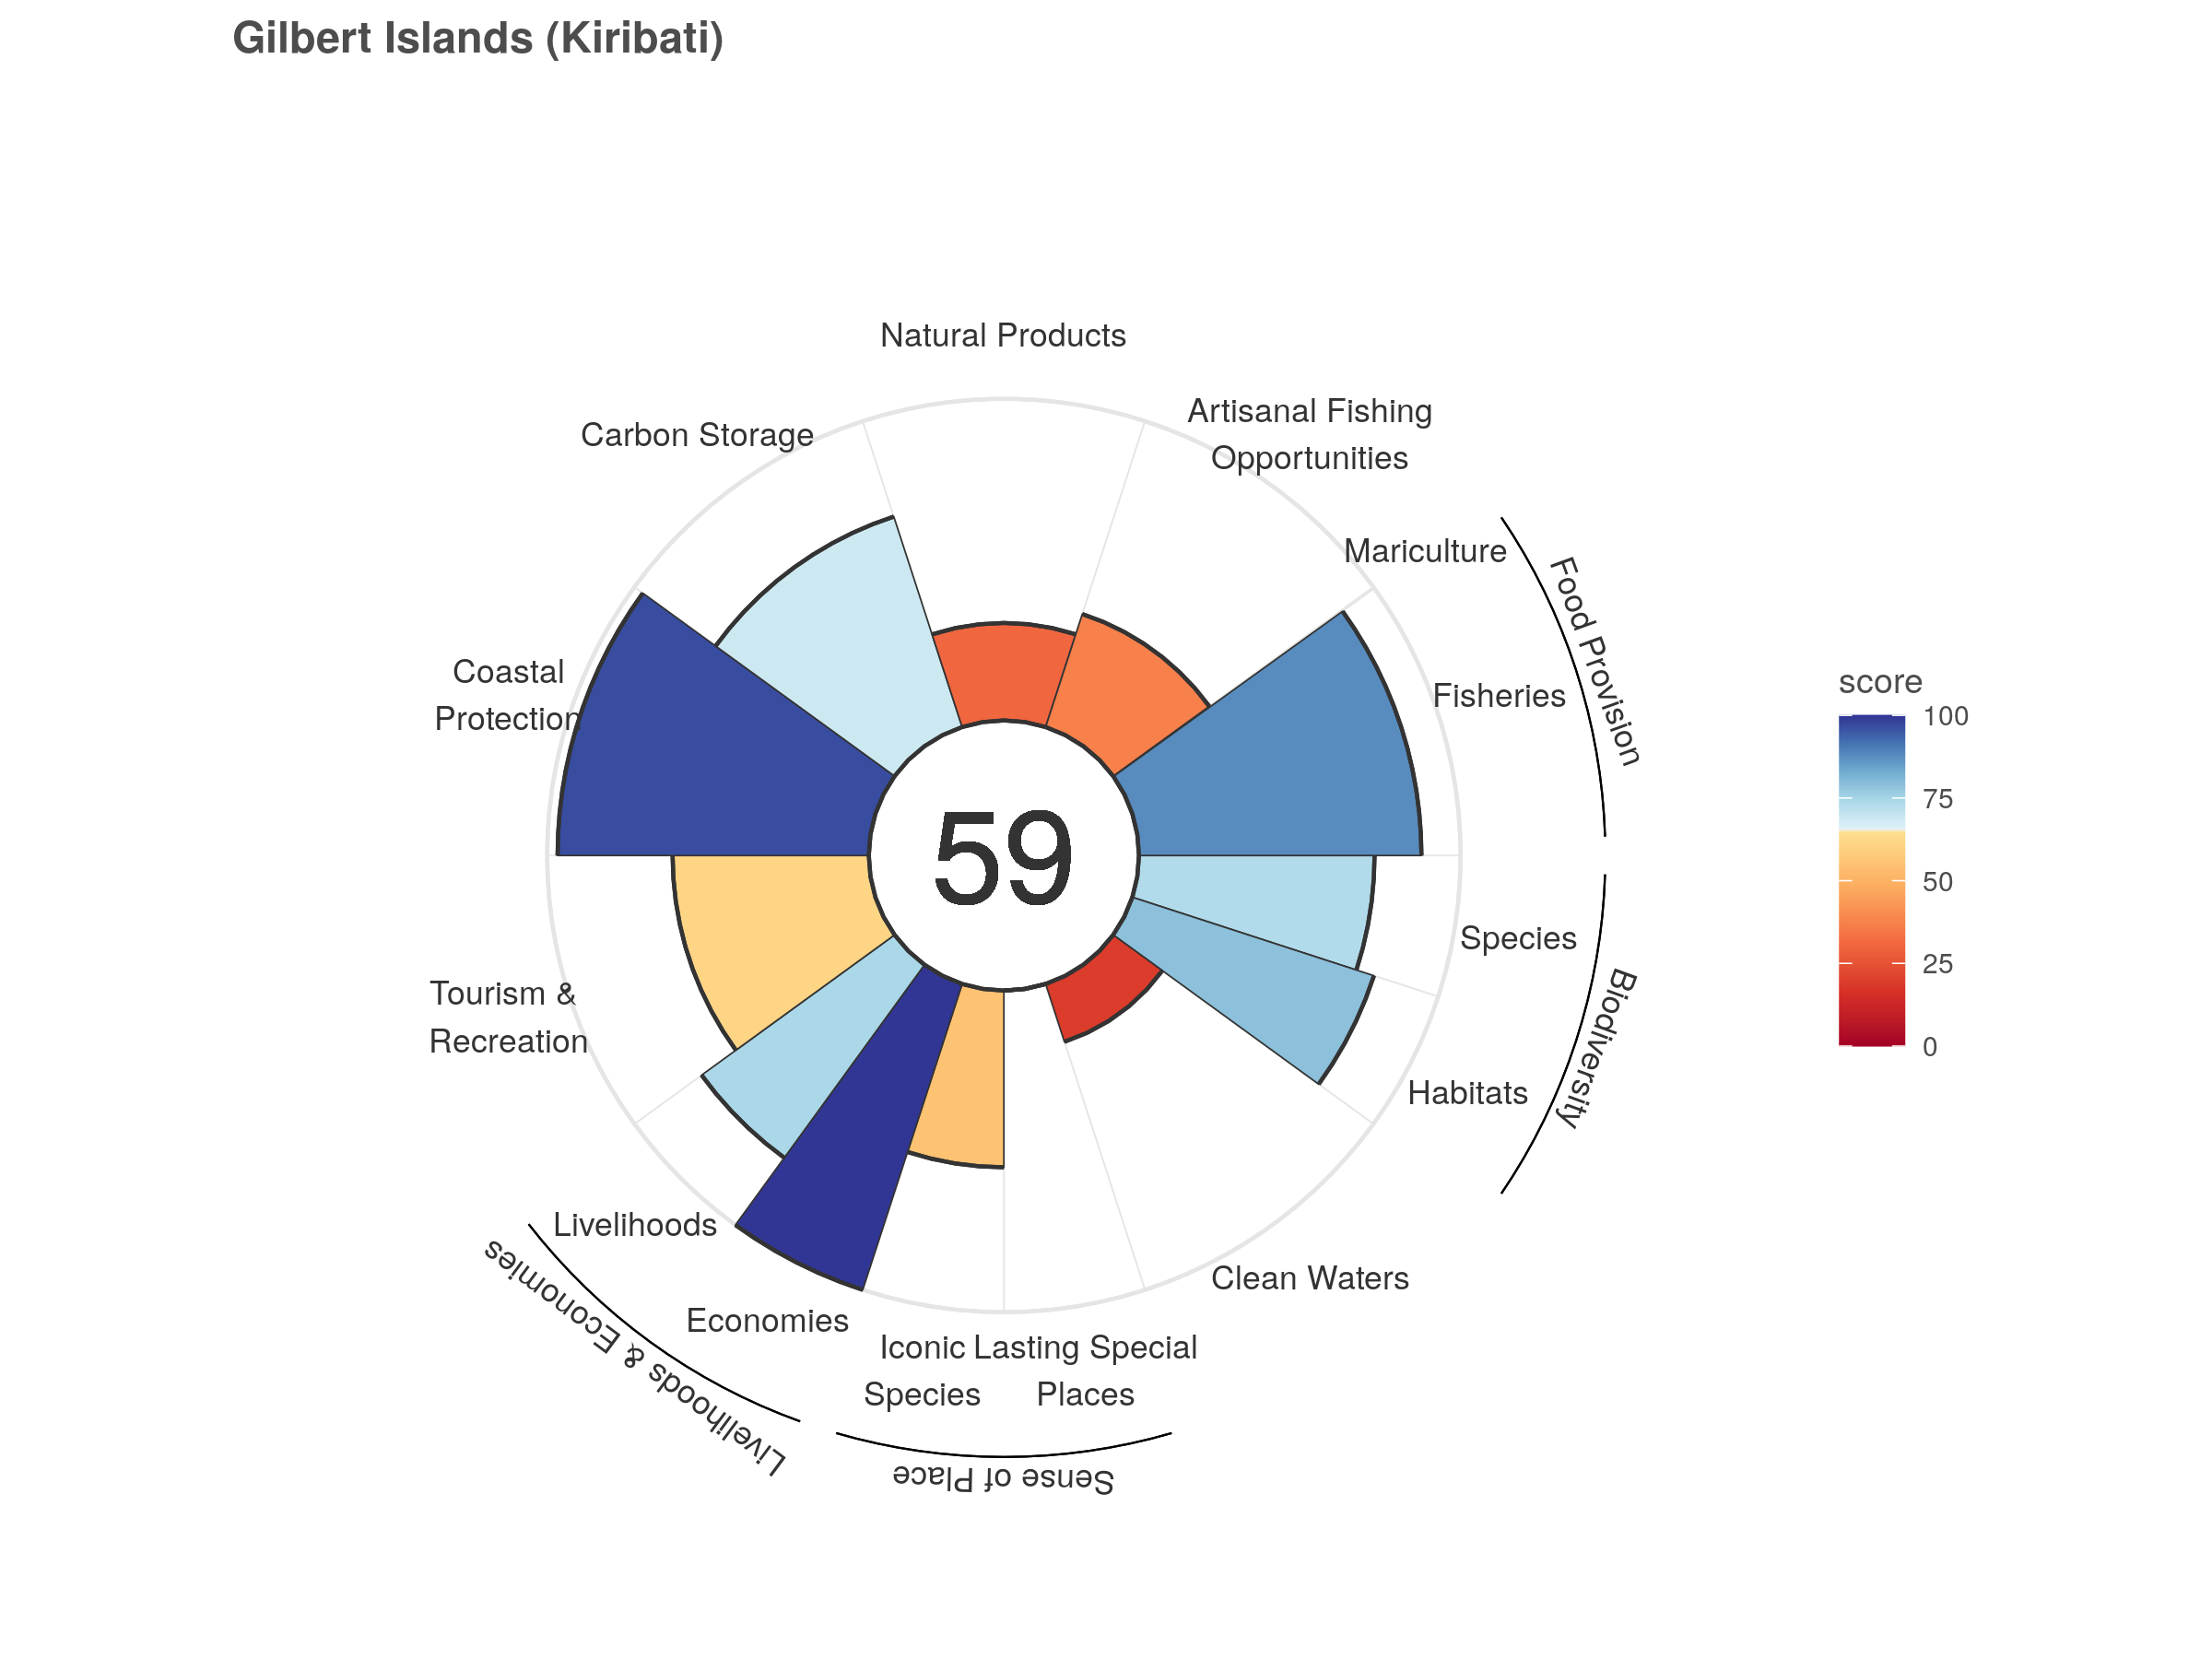 Gilbert Islands (Kiribati)
Natural Products
Carbon Storage
Artisanal Fishing
Opportunities
Mariculture
Food Provision
Fisheries
Coastal
Protection
59
Species
Biodiversity
Habitats
Tourism &
Recreation
Livelihoods
Livelihoods & Economies
Economies
Clean Waters
Iconic
Species
Lasting Special
Places
Sense of Place
score
100
75
50
25
0